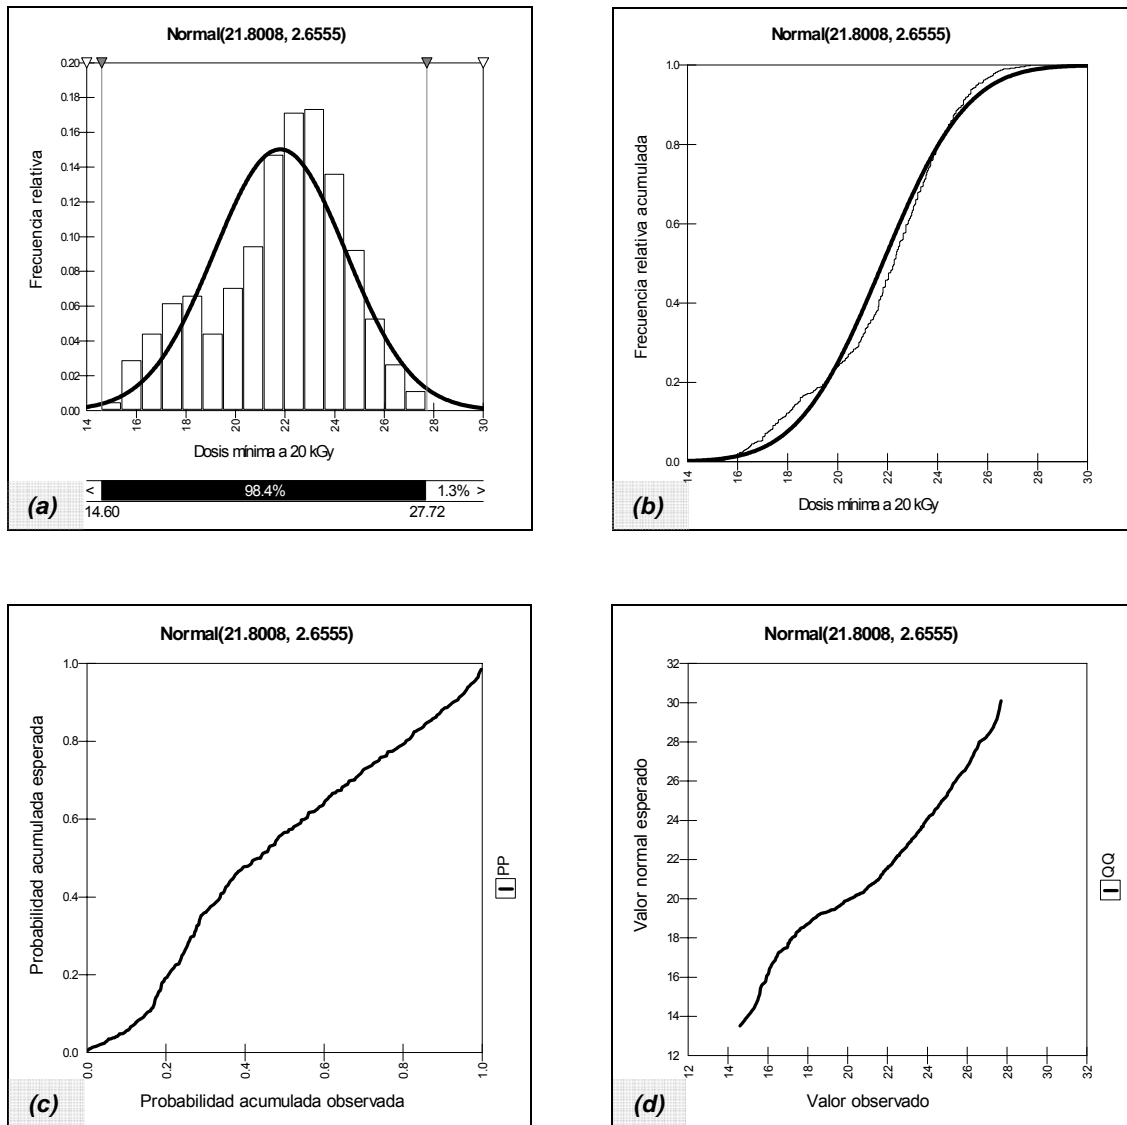 Normal(21.8008, 2.6555)
Frecuencia relativa
0.20
0.18
0.16
0.14
0.12
0.10
0.08
0.06
0.04
0.02
0.00
14 16 18 20 22 24 26 28 30
Dosis mínima a 20 kGy
< 98.4% 1.3% >
14.60 27.72
(a)
Normal(21.8008, 2.6555)
Frecuencia relativa acumulada
1.0
0.8
0.6
0.4
0.2
0.0
14 16 18 20 22 24 26 28 30
Dosis mínima a 20 kGy
(b)
Normal(21.8008, 2.6555)
Probabilidad acumulada esperada
1.0
0.8
0.6
0.4
0.2
0.0
0.0 0.2 0.4 0.6 0.8 1.0
Probabilidad acumulada observada
PP
(c)
Normal(21.8008, 2.6555)
Valor normal esperado
32
30
28
26
24
22
20
18
16
14
12
12 14 16 18 20 22 24 26 28 30 32
Valor observado
QQ
(d)